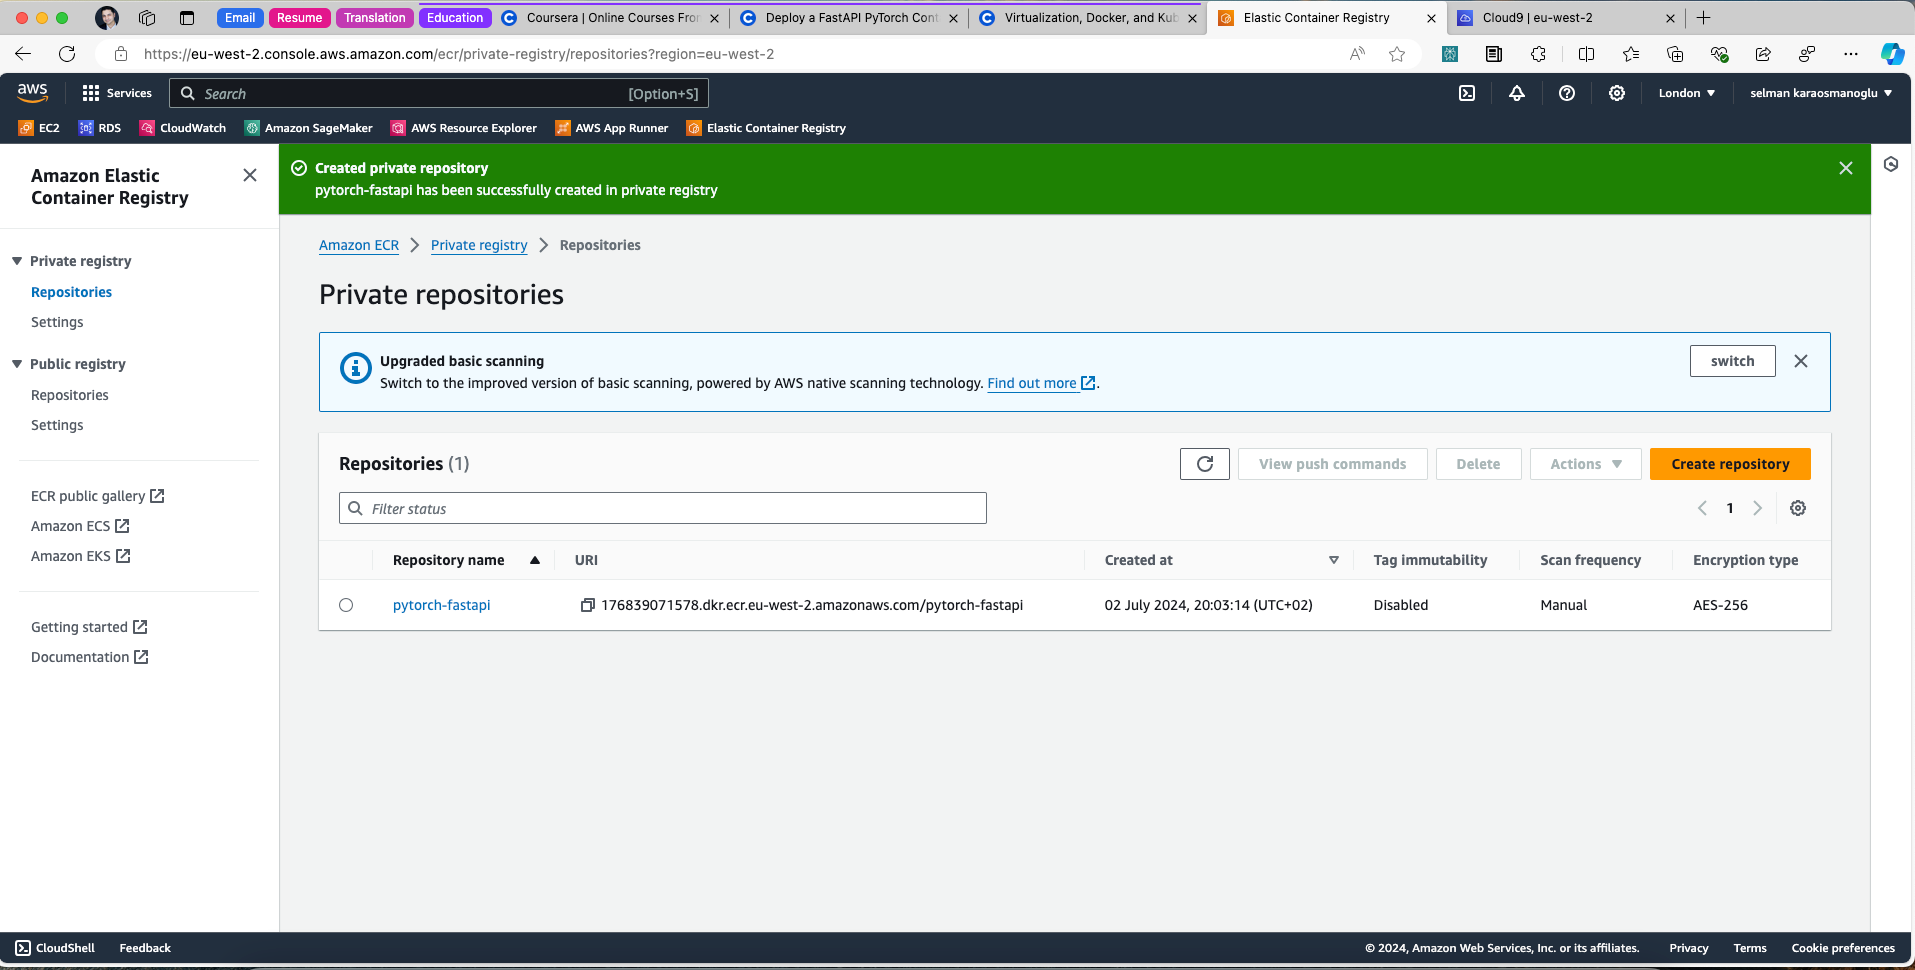 Email Resume Translation Education Coursera | Online Courses Fro Deploy a FastAPI PyTorch Cont Virtualization, Docker, and Kub Elastic Container Registry Cloud9 | eu-west-2
https://eu-west-2.console.aws.amazon.com/ecr/private-registry/repositories?region=eu-west-2
aws Services Search [Option+S] London selman karaosmanoglu
EC2 RDS CloudWatch Amazon SageMaker AWS Resource Explorer AWS App Runner Elastic Container Registry
Amazon Elastic
Container Registry
Private registry
Repositories
Settings
Public registry
Repositories
Settings
ECR public gallery
Amazon ECS
Amazon EKS
Getting started
Documentation
Created private repository
pytorch-fastapi has been successfully created in private registry
Amazon ECR Private registry Repositories
Private repositories
Upgraded basic scanning
Switch to the improved version of basic scanning, powered by AWS native scanning technology. Find out more.
switch
Repositories (1)
View push commands Delete Actions Create repository
Filter status
1
Repository name URI Created at Tag immutability Scan frequency Encryption type
pytorch-fastapi 176839071578.dkr.ecr.eu-west-2.amazonaws.com/pytorch-fastapi 02 July 2024, 20:03:14 (UTC+02) Disabled Manual AES-256
CloudShell Feedback © 2024, Amazon Web Services, Inc. or its affiliates. Privacy Terms Cookie preferences